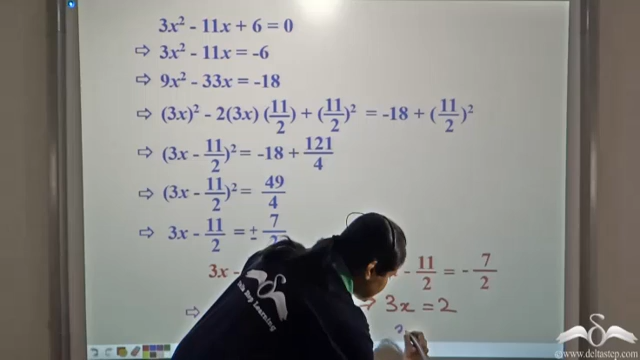 3x² - 11x + 6 = 0
⇨ 3x² - 11x = -6
⇨ 9x² - 33x = -18
⇨ (3x)² - 2(3x) (11/2) + (11/2)² = -18 + (11/2)²
⇨ (3x - 11/2)² = -18 + 121/4
⇨ (3x - 11/2)² = 49/4
⇨ 3x - 11/2 = ± 7/2
3x - - 11/2 = - 7/2
⇨ 3x = 2
www.deltastep.com